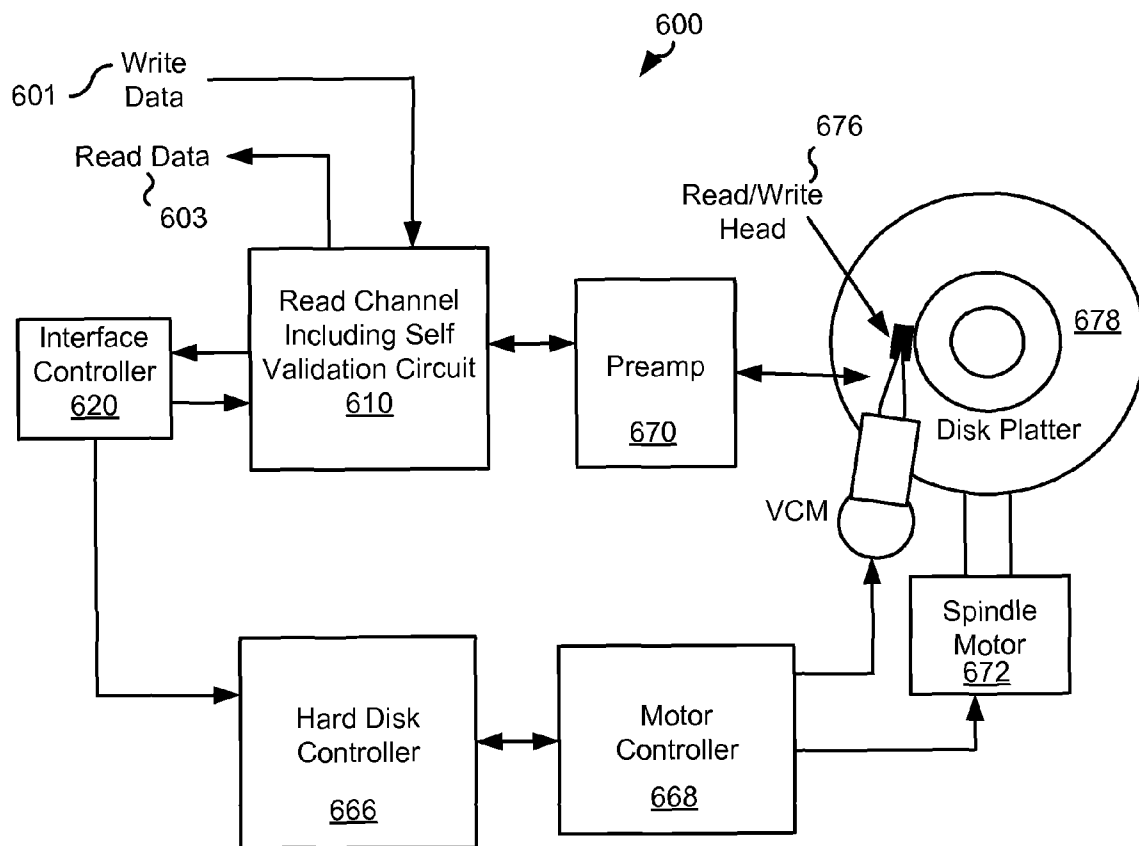 600
601
Write
Data
Read Data
603
676
Read/Write
Head
Read Channel
Including Self
Validation Circuit
610
Interface
Controller
620
Preamp
670
678
Disk Platter
VCM
Spindle
Motor
672
Hard Disk
Controller
666
Motor
Controller
668